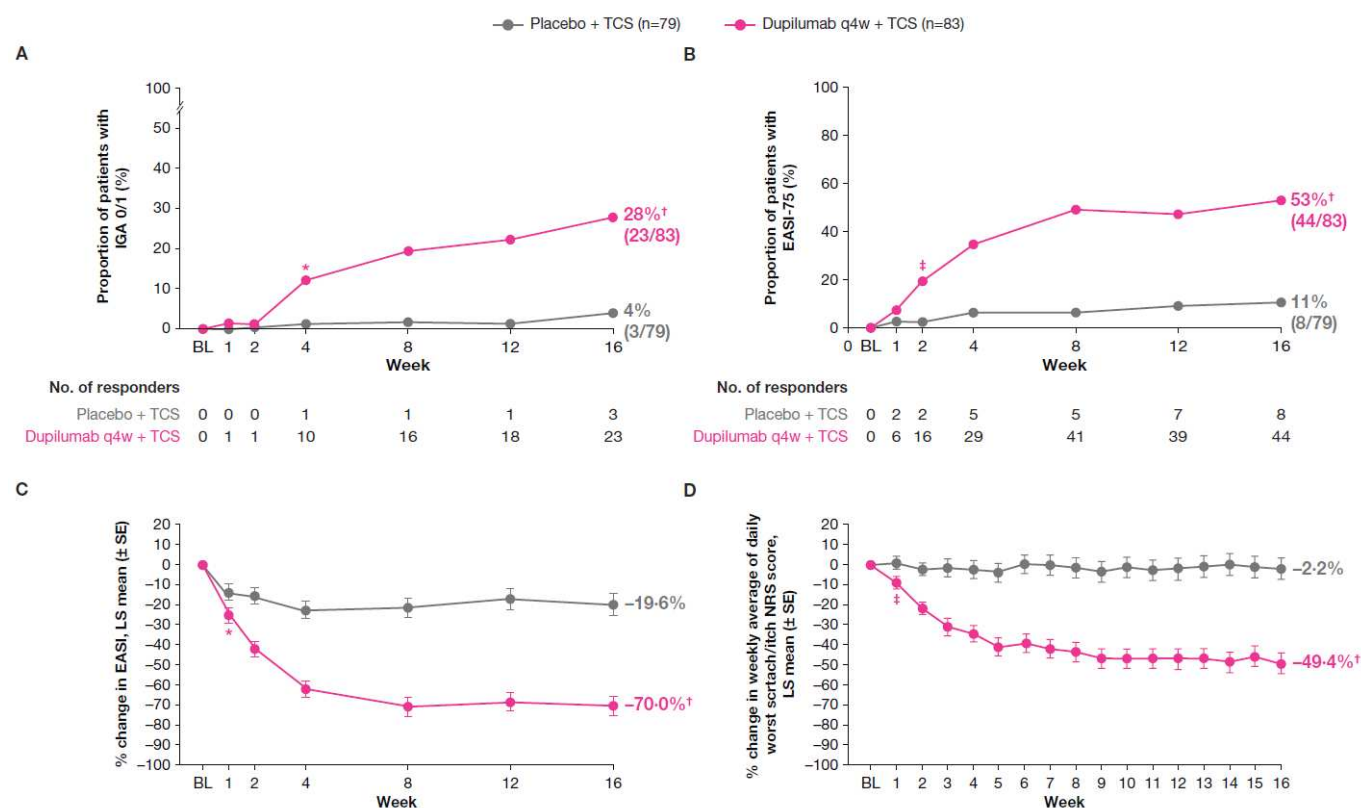 Placebo + TCS (n=79) Dupilumab q4w + TCS (n=83)
A
Proportion of patients with
IGA 0/1 (%)
100
50
40
30
20
10
0
28%†
(23/83)
*
4%
(3/79)
BL 1 2 4 8 12 16
Week
No. of responders
Placebo + TCS 0 0 0 1 1 1 3
Dupilumab q4w + TCS 0 1 1 10 16 18 23
B
Proportion of patients with
EASI-75 (%)
100
80
60
40
20
0
53%†
(44/83)
‡
11%
(8/79)
0 BL 1 2 4 8 12 16
Week
No. of responders
Placebo + TCS 0 2 2 5 5 7 8
Dupilumab q4w + TCS 0 6 16 29 41 39 44
C
% change in EASI, LS mean (± SE)
20
10
0
–10
–20
–30
–40
–50
–60
–70
–80
–90
–100
–19·6%
*
–70·0%†
BL 1 2 4 8 12 16
Week
D
% change in weekly average of daily
worst scrtach/itch NRS score,
LS mean (± SE)
20
10
0
–10
–20
–30
–40
–50
–60
–70
–80
–90
–100
–2·2%
‡
–49·4%†
BL 1 2 3 4 5 6 7 8 9 10 11 12 13 14 15 16
Week